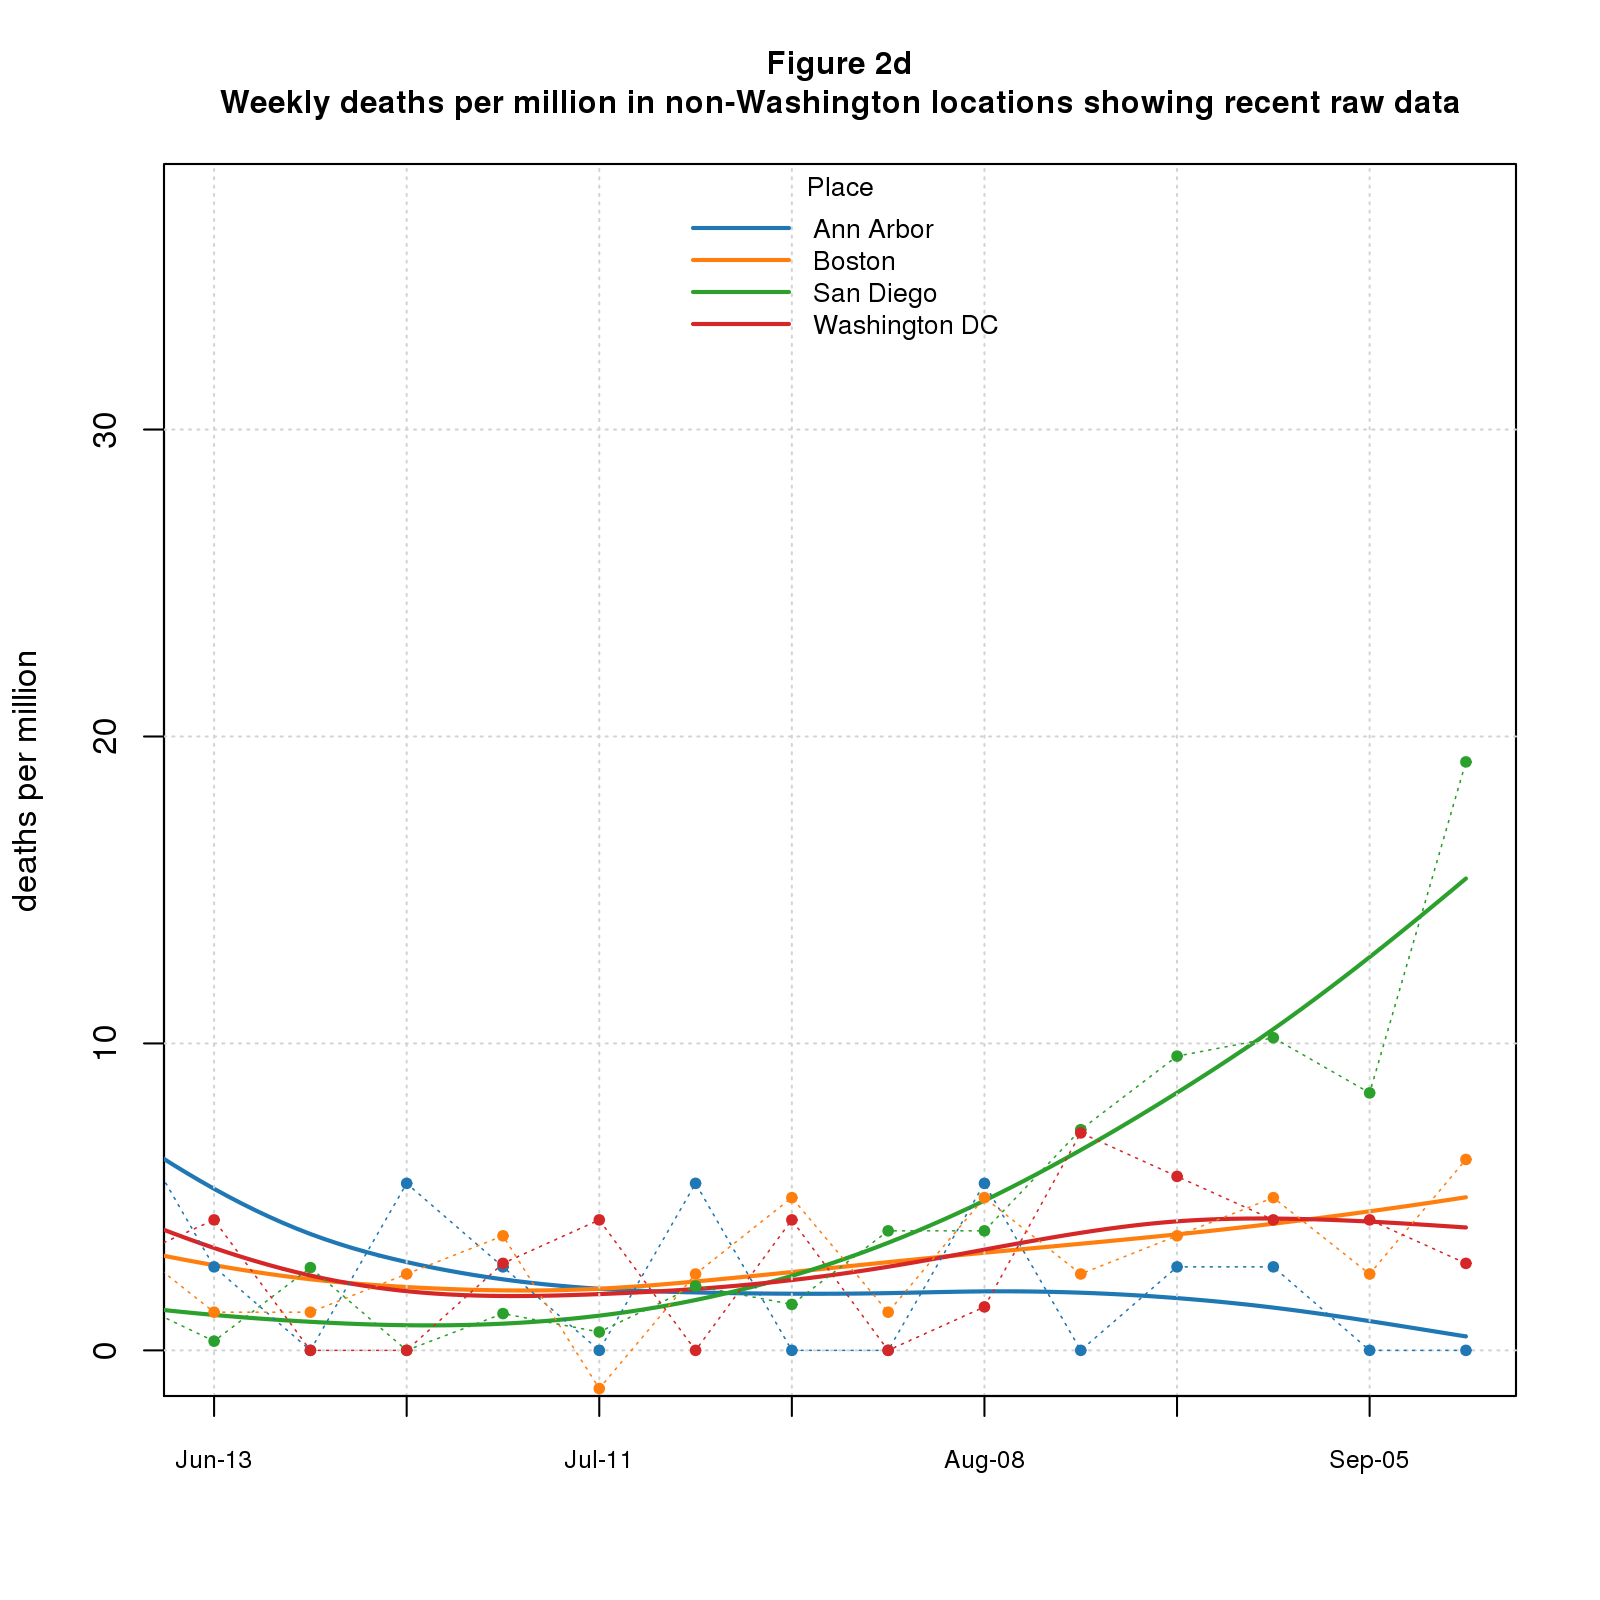 Figure 2d
Weekly deaths per million in non-Washington locations showing recent raw data
Place
Ann Arbor
Boston
San Diego
Washington DC
deaths per million
30
20
10
0
Jun-13
Jul-11
Aug-08
Sep-05